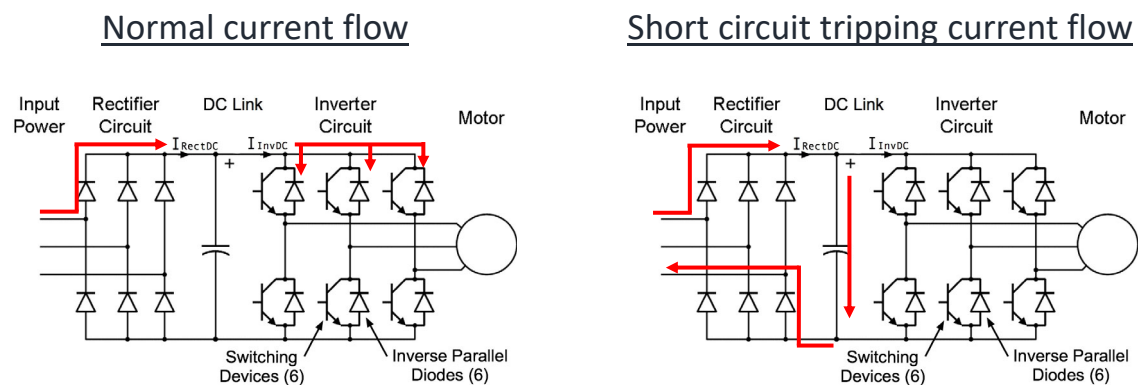 Normal current flow
Input
Power
Rectifier
Circuit
DC Link
Inverter
Circuit
Motor
IRectDC
IInvDC
+
Switching
Devices (6)
Inverse Parallel
Diodes (6)
Short circuit tripping current flow
Input
Power
Rectifier
Circuit
DC Link
Inverter
Circuit
Motor
IRectDC
IInvDC
+
Switching
Devices (6)
Inverse Parallel
Diodes (6)